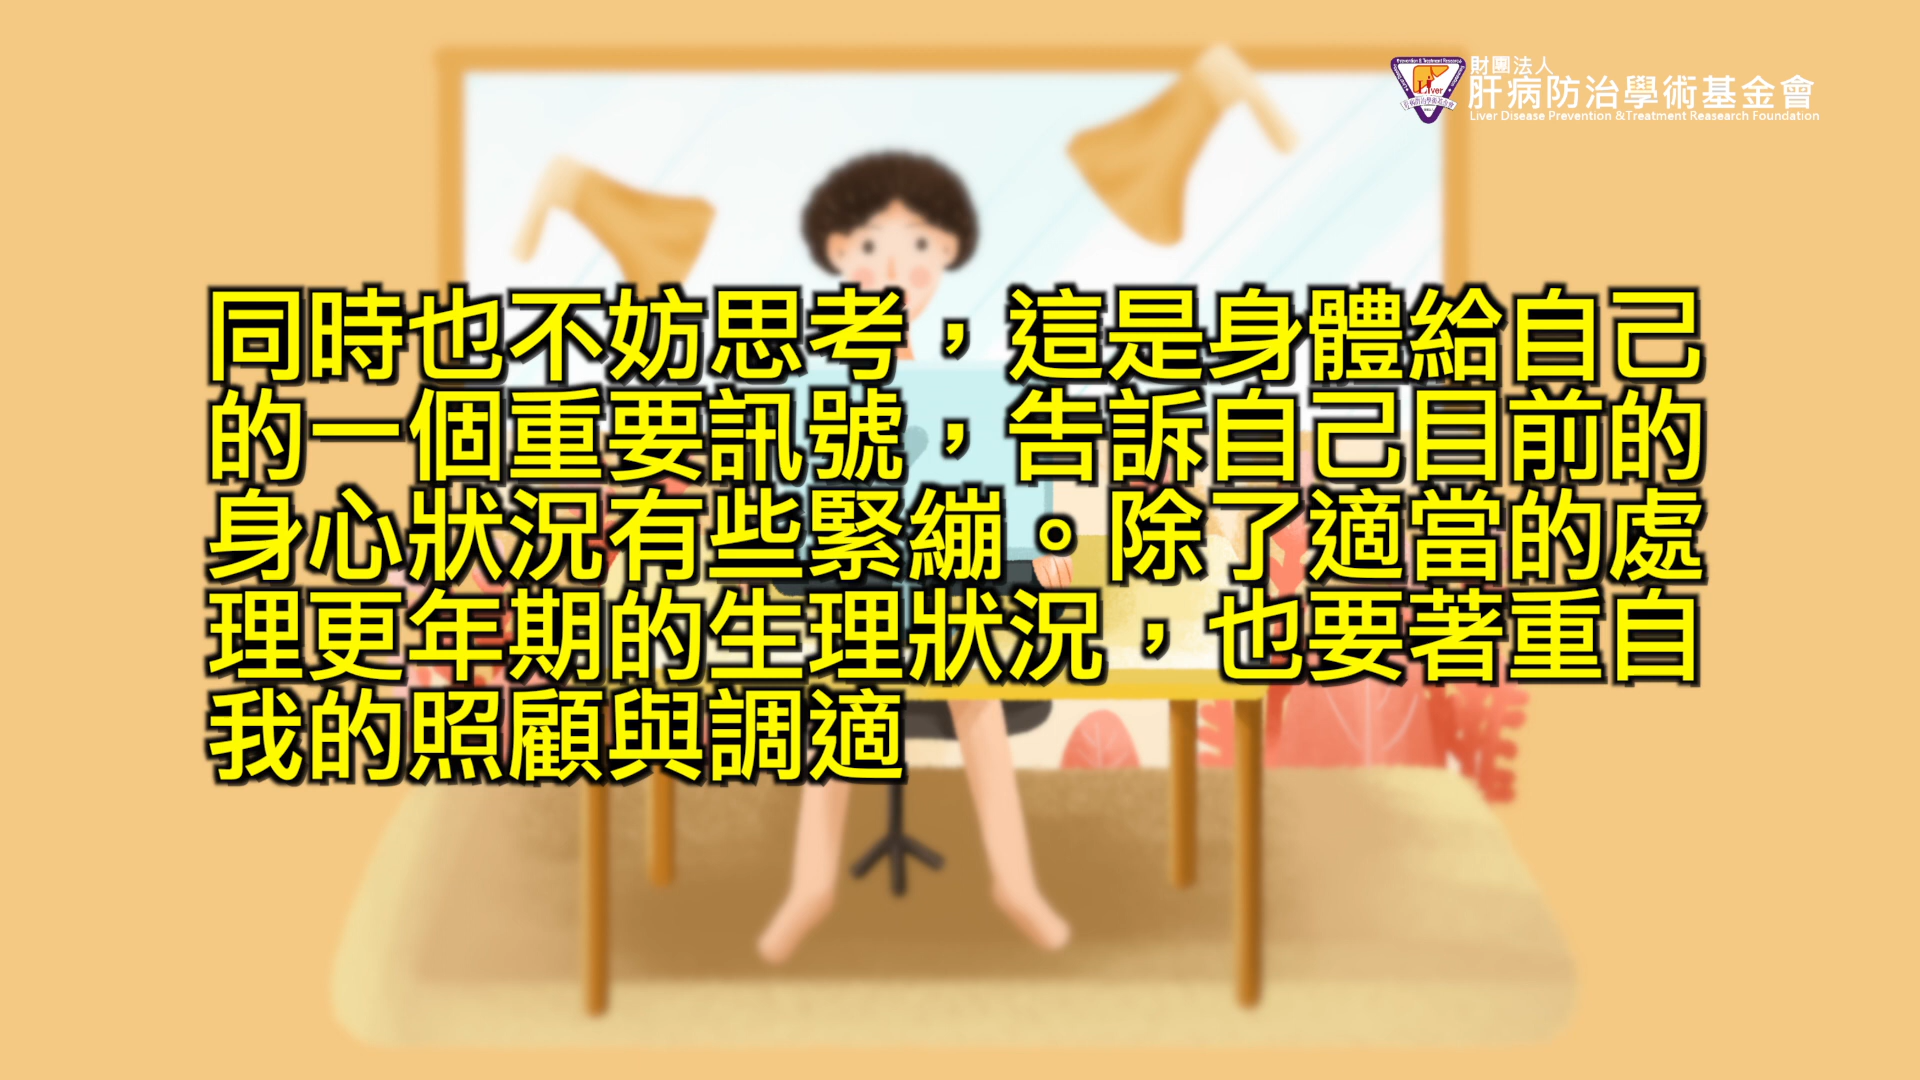 財團法人
肝病防治學術基金會
Liver Disease Prevention &Treatment Reasearch Foundation
Liver
同時也不妨思考，這是身體給自己
的一個重要訊號，告訴自己目前的
身心狀況有些緊繃。除了適當的處
理更年期的生理狀況，也要著重自
我的照顧與調適